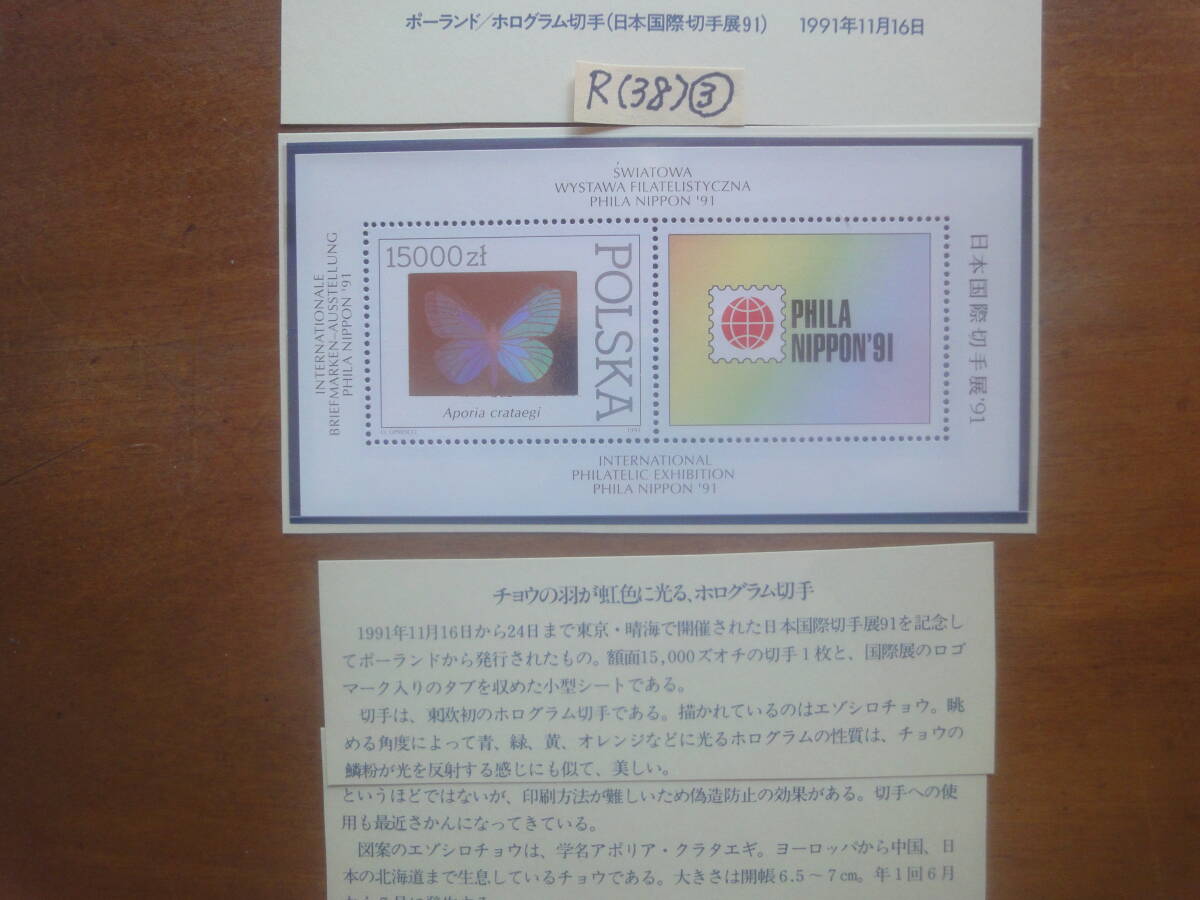 ポーランド/ホログラム切手(日本国際切手展91) 1991年11月16日
R(38)③
ŚWIATOWA
WYSTAWA FILATELISTYCZNA
PHILA NIPPON '91
INTERNATIONALE
BRIEFMARKEN-AUSSTELLUNG
PHILA NIPPON '91
15000zł
POLSKA
Aporia crataegi
1991
PHILA
NIPPON'91
日本国際切手展'91
INTERNATIONAL
PHILATELIC EXHIBITION
PHILA NIPPON '91
チョウの羽が虹色に光る、ホログラム切手
1991年11月16日から24日まで東京・晴海で開催された日本国際切手展91を記念し
てポーランドから発行されたもの。額面15,000ズオチの切手1枚と、国際展のロゴ
マーク入りのタブを収めた小型シートである。
切手は、東欧初のホログラム切手である。描かれているのはエゾシロチョウ。眺
める角度によって青、緑、黄、オレンジなどに光るホログラムの性質は、チョウの
鱗粉が光を反射する感じにも似て、美しい。
というほどではないが、印刷方法が難しいため偽造防止の効果がある。切手への使
用も最近さかんになってきている。
図案のエゾシロチョウは、学名アポリア・クラタエギ。ヨーロッパから中国、日
本の北海道まで生息しているチョウである。大きさは開帳6.5〜7cm。年1回6月